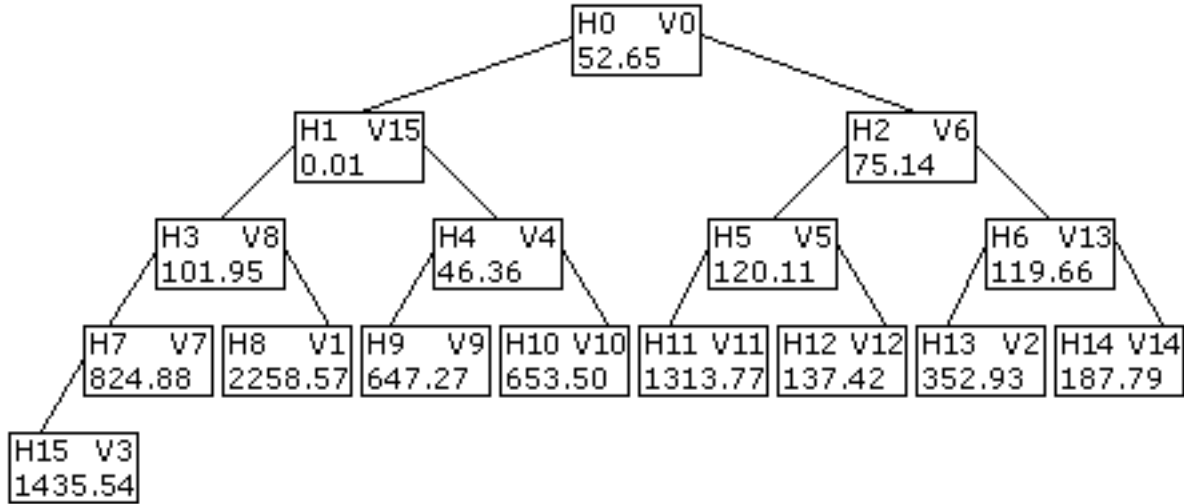 H0 V0
52.65
H1 V15
0.01
H2 V6
75.14
H3 V8
101.95
H4 V4
46.36
H5 V5
120.11
H6 V13
119.66
H7 V7
824.88
H8 V1
2258.57
H9 V9
647.27
H10 V10
653.50
H11 V11
1313.77
H12 V12
137.42
H13 V2
352.93
H14 V14
187.79
H15 V3
1435.54